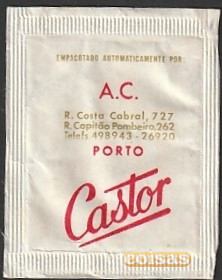 EMPACOTADO AUTOMATICAMENTE POR
A.C.
R. Costa Cabral, 727
R. Capitão Pombeiro, 262
Telefs. 498943 - 26920
PORTO
Castor
coisas